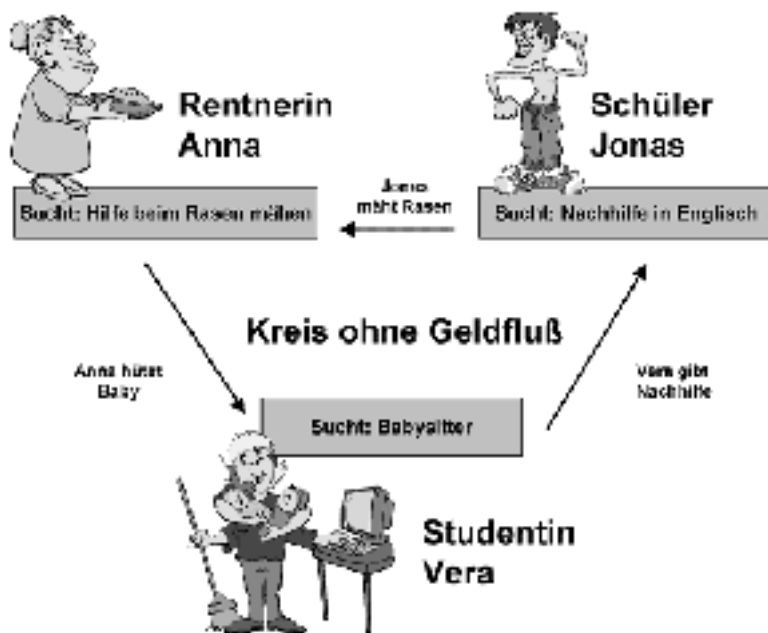 Rentnerin
Anna
Schüler
Jonas
Sucht: Hilfe beim Rasen mähen
Jonas
mäht Rasen
Sucht: Nachhilfe in Englisch
Kreis ohne Geldfluß
Anna hütet
Baby
Vera gibt
Nachhilfe
Sucht: Babysitter
Studentin
Vera